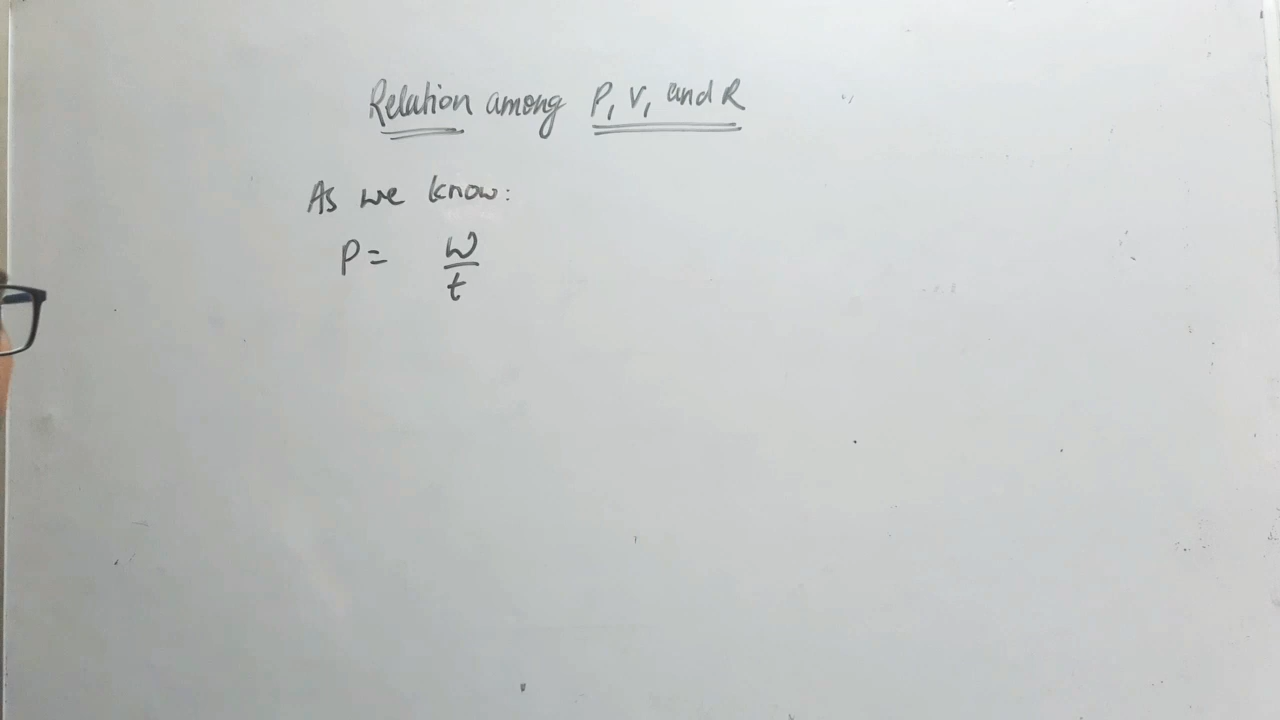 Relation among P, V, and R
As we know:
P = W/t